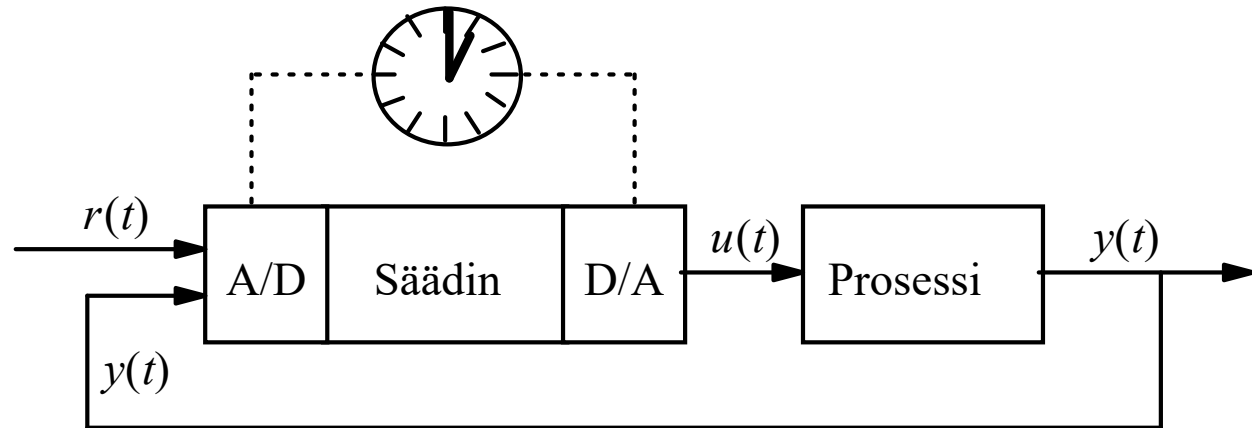 r(t)
A/D
Säädin
D/A
u(t)
Prosessi
y(t)
y(t)